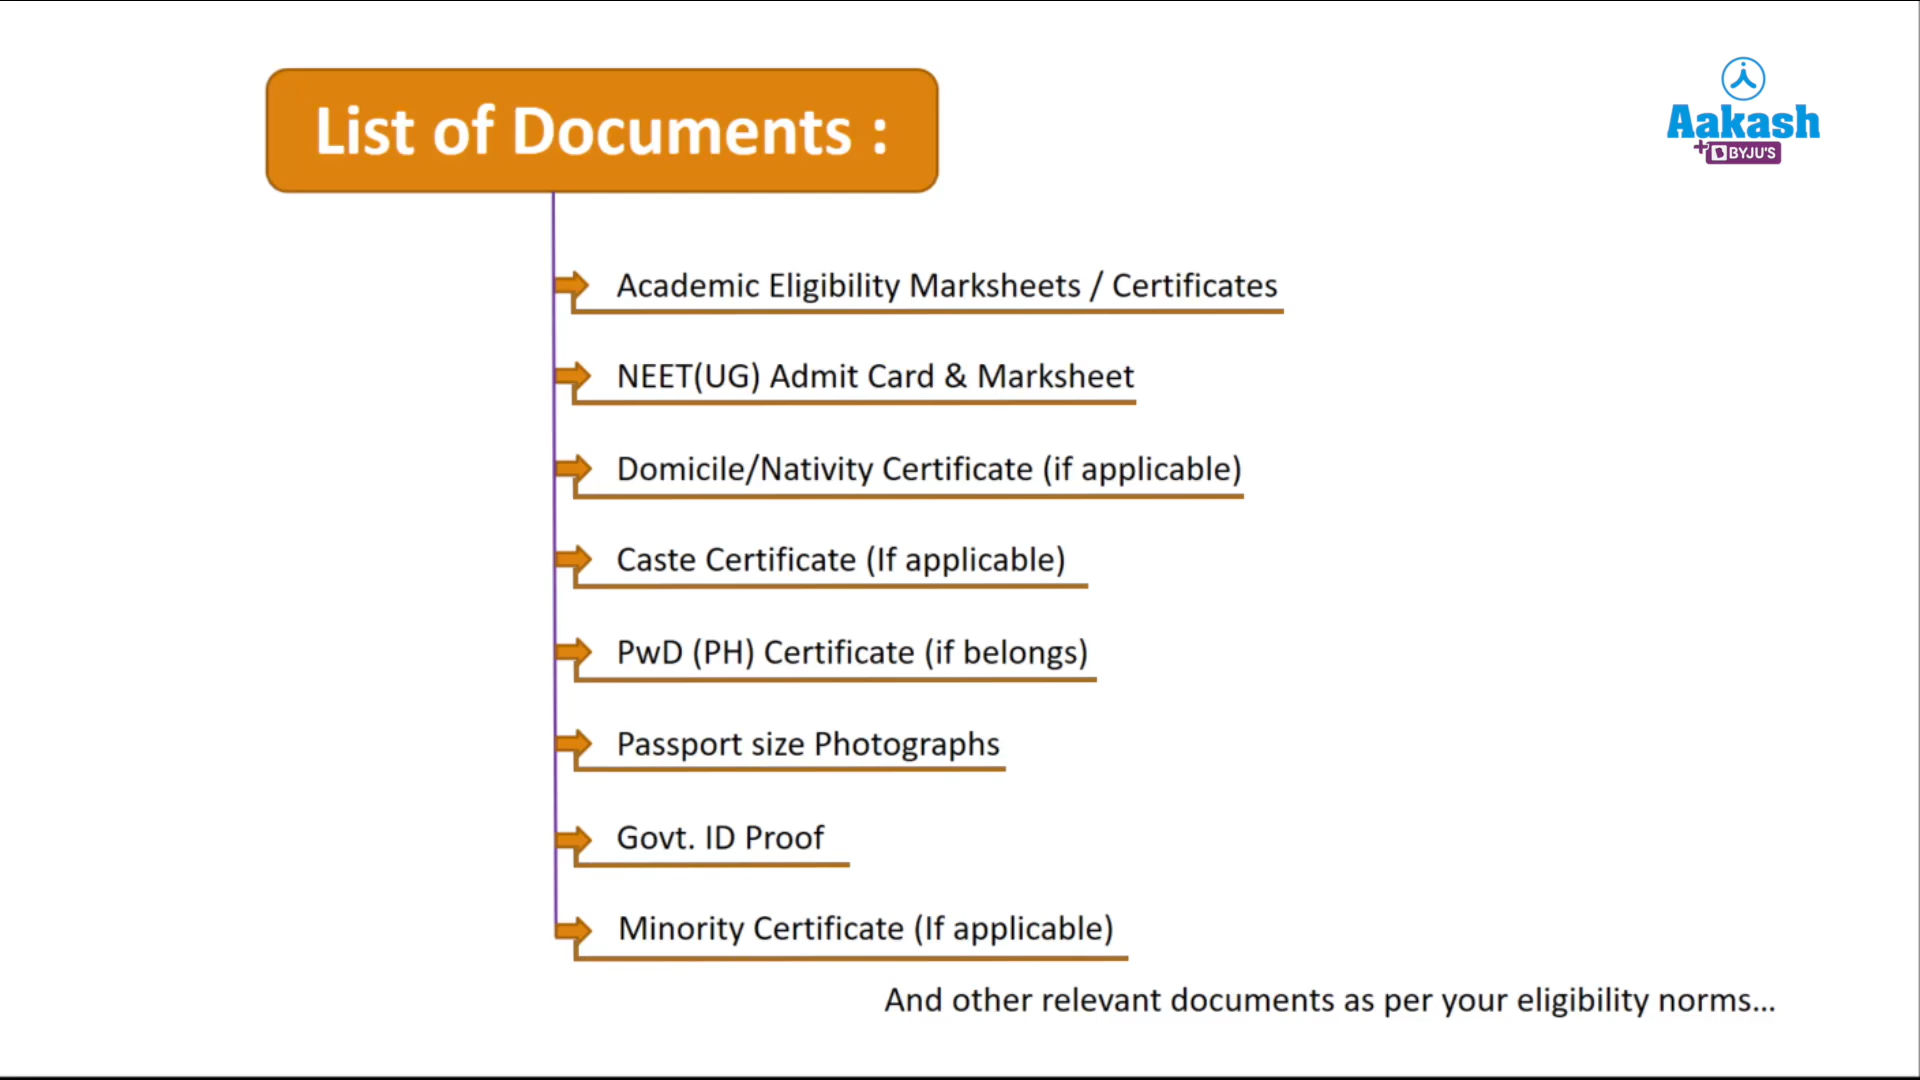 List of Documents :
Aakash
+ BYJU'S
Academic Eligibility Marksheets / Certificates
NEET(UG) Admit Card & Marksheet
Domicile/Nativity Certificate (if applicable)
Caste Certificate (If applicable)
PwD (PH) Certificate (if belongs)
Passport size Photographs
Govt. ID Proof
Minority Certificate (If applicable)
And other relevant documents as per your eligibility norms...